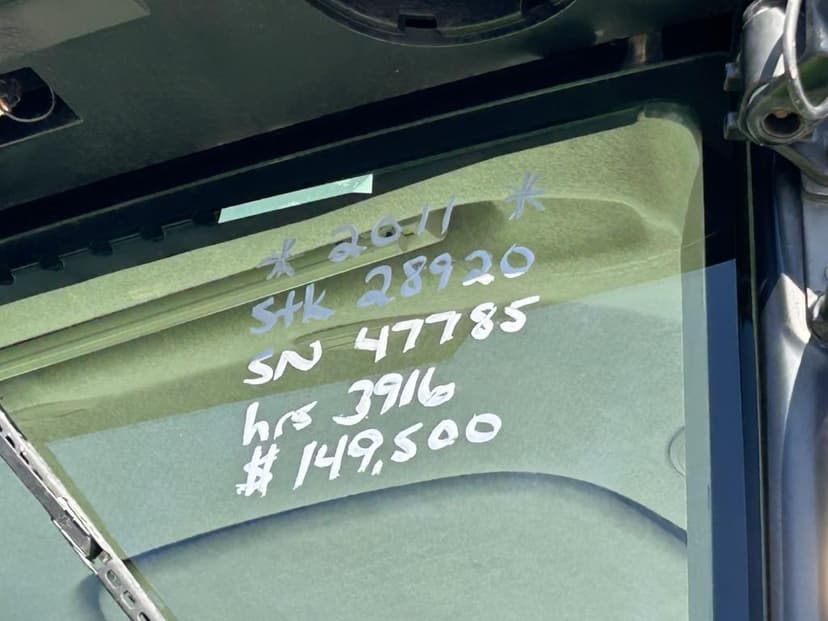 * 2011 *
Stk 28920
SN 47785
hrs 3916
$ 149,500